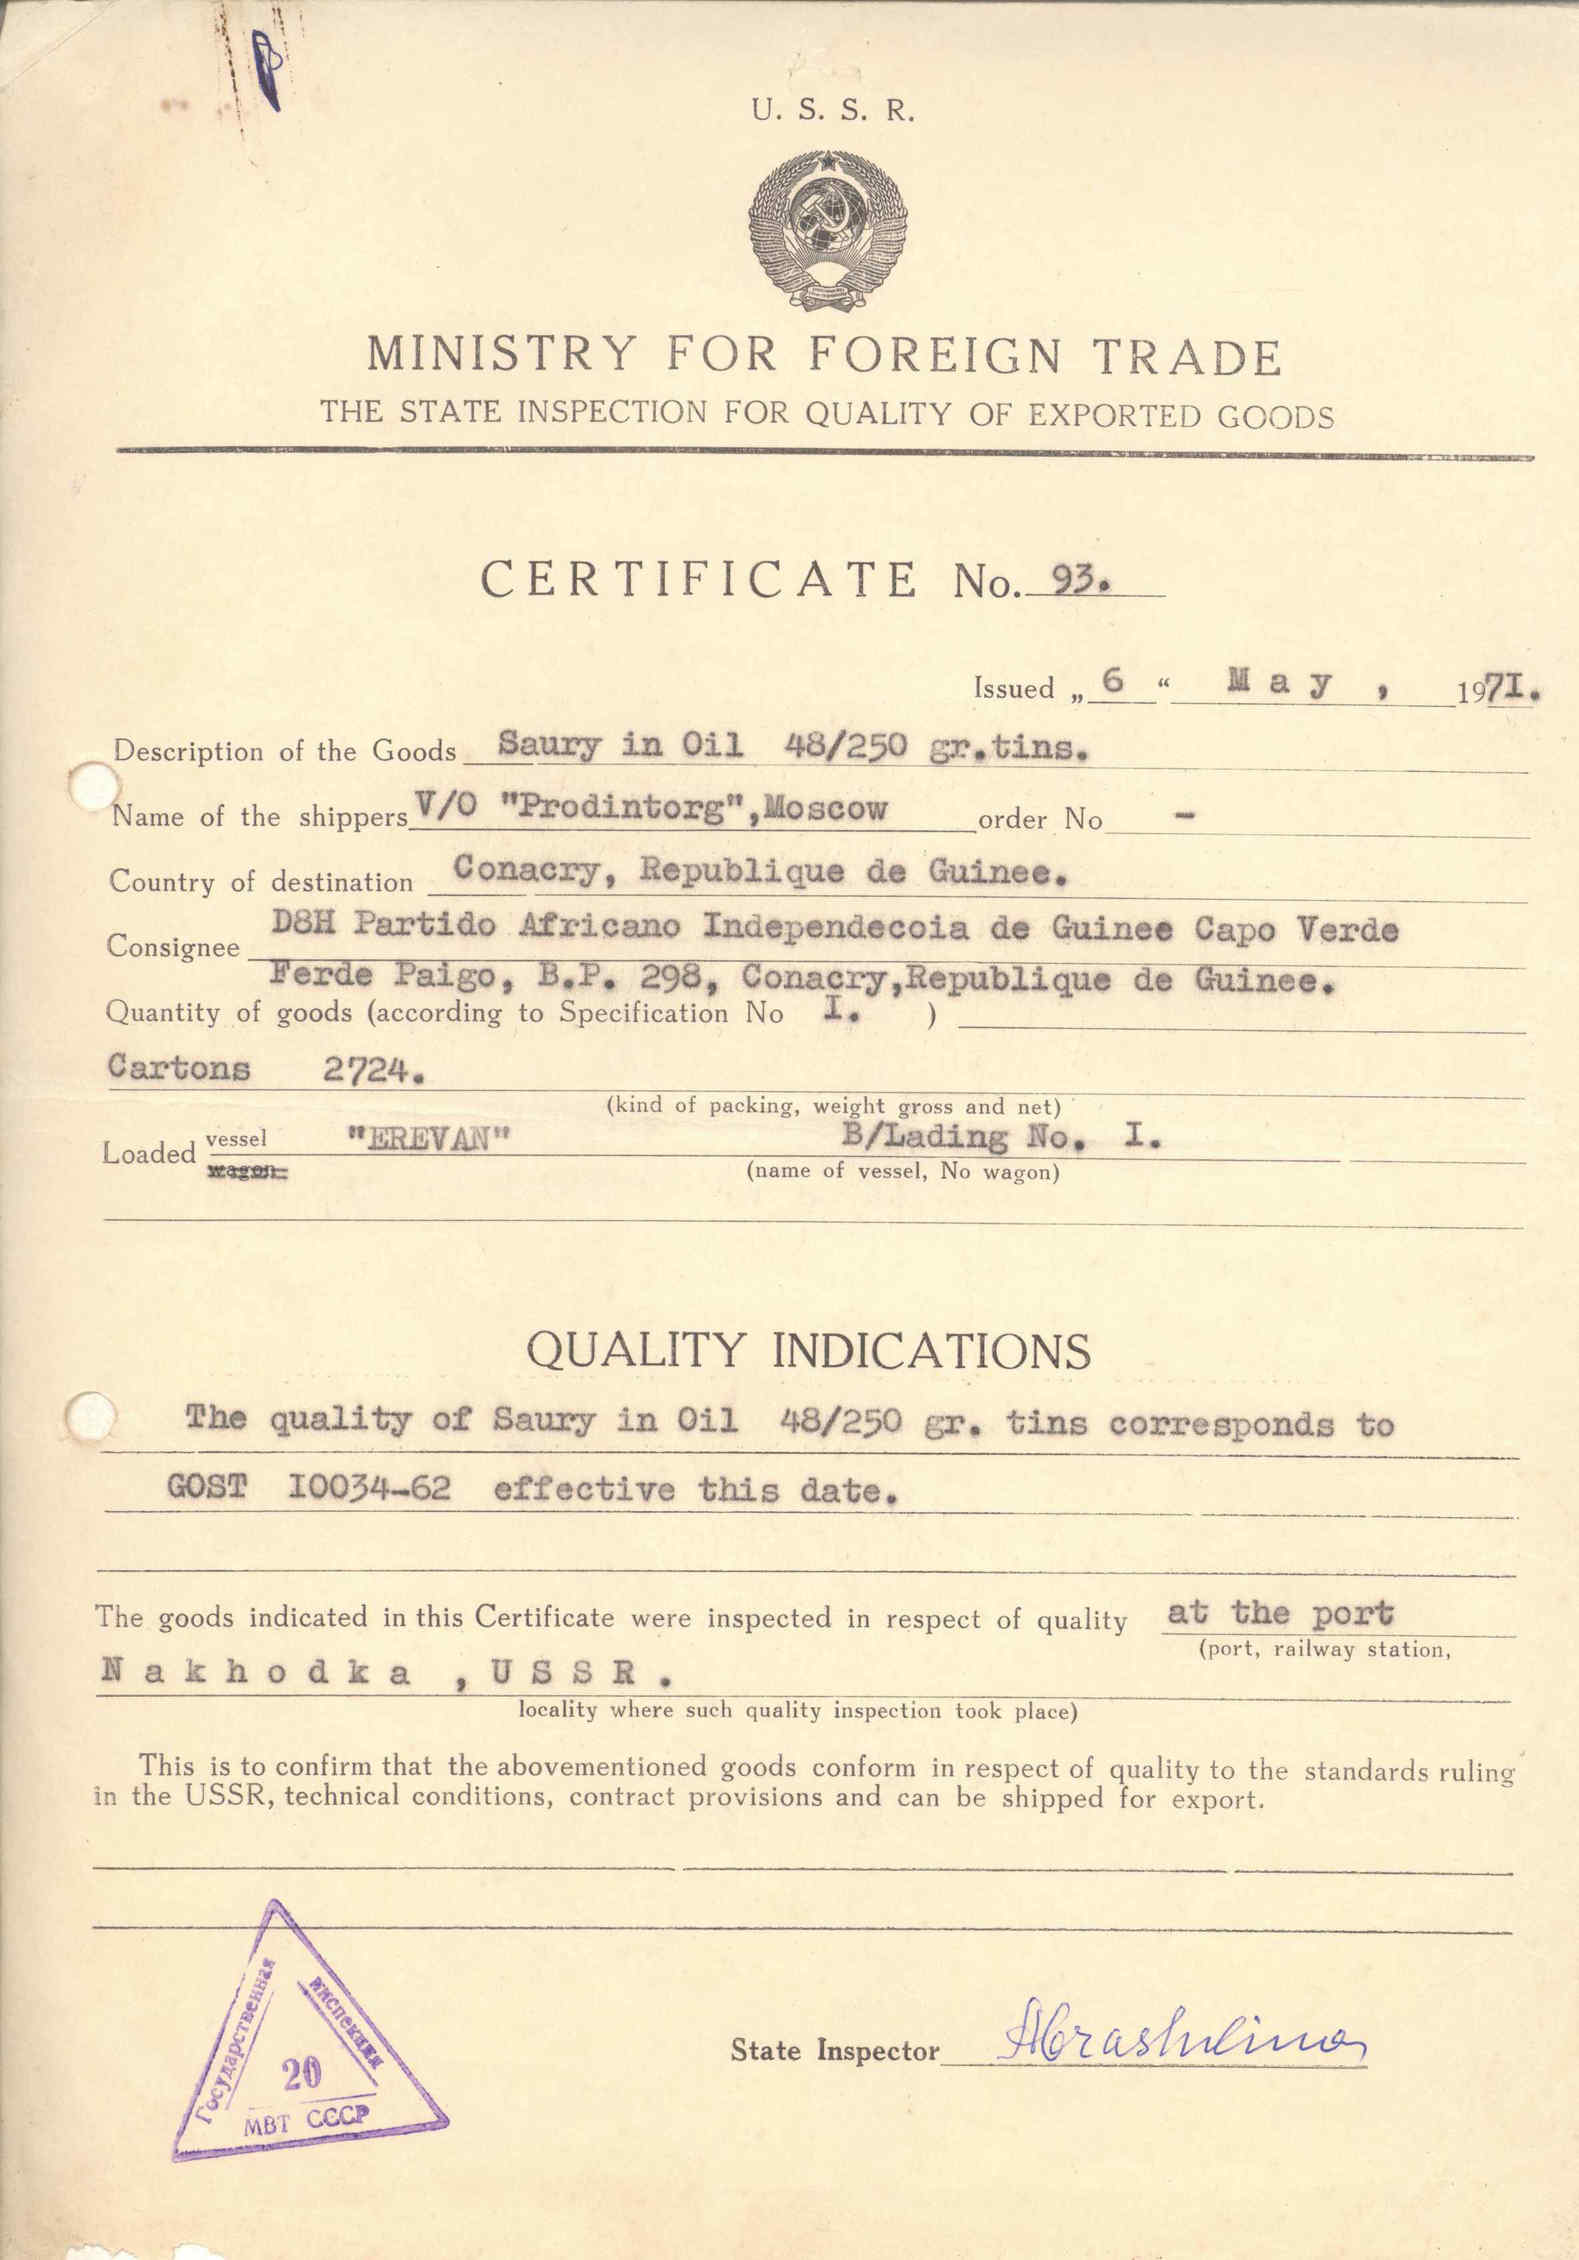 U. S. S. R.
MINISTRY FOR FOREIGN TRADE
THE STATE INSPECTION FOR QUALITY OF EXPORTED GOODS
CERTIFICATE No. 93.
Issued „ 6 “ May , 1971.
Description of the Goods Saury in Oil 48/250 gr.tins.
Name of the shippers V/O "Prodintorg",Moscow order No -
Country of destination Conacry, Republique de Guinee.
Consignee D8H Partido Africano Independecoia de Guinee Capo Verde
Ferde Paigo, B.P. 298, Conacry,Republique de Guinee.
Quantity of goods (according to Specification No I. )
Cartons 2724.
(kind of packing, weight gross and net)
Loaded vessel "EREVAN" B/Lading No. I.
wagon
(name of vessel, No wagon)
QUALITY INDICATIONS
The quality of Saury in Oil 48/250 gr. tins corresponds to
GOST I0034-62 effective this date.
The goods indicated in this Certificate were inspected in respect of quality at the port
(port, railway station,
Nakhodka ,USSR.
locality where such quality inspection took place)
This is to confirm that the abovementioned goods conform in respect of quality to the standards ruling
in the USSR, technical conditions, contract provisions and can be shipped for export.
Государственная
инспекция
20
МВТ СССР
State Inspector